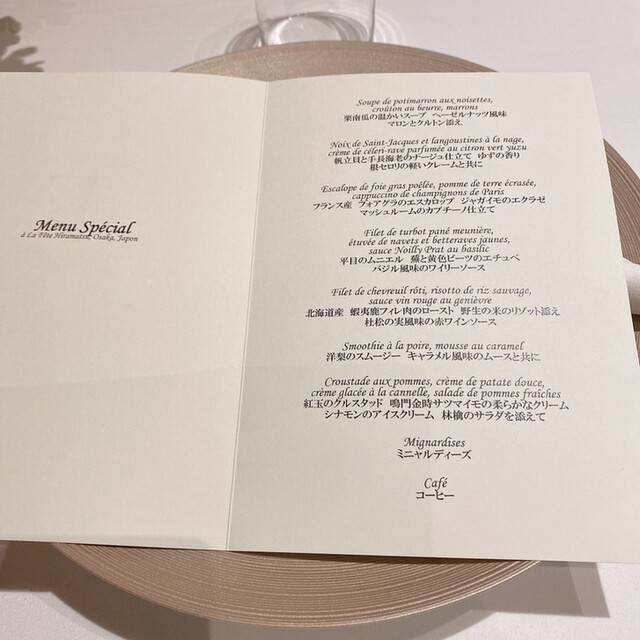 Menu Spécial
à La Fête Hiramatsu, Osaka, Japon
Soupe de potimarron aux noisettes,
croûton au beurre, marrons
栗南瓜の温かいスープ ヘーゼルナッツ風味
マロンとクルトン添え
Noix de Saint-Jacques et langoustines à la nage,
crème de céleri-rave parfumée au citron vert yuzu
帆立貝と手長海老のナージュ仕立て ゆずの香り
根セロリの軽いクレームと共に
Escalope de foie gras poêlée, pomme de terre écrasée,
cappuccino de champignons de Paris
フランス産 フォアグラのエスカロップ ジャガイモのエクラゼ
マッシュルームのカプチーノ仕立て
Filet de turbot pané meunière,
étuvée de navets et betteraves jaunes,
sauce Noilly Prat au basilic
平目のムニエル 蕪と黄色ビーツのエチュベ
バジル風味のワイリーソース
Filet de chevreuil rôti, risotto de riz sauvage,
sauce vin rouge au genièvre
北海道産 蝦夷鹿フィレ肉のロースト 野生の米のリゾット添え
杜松の実風味の赤ワインソース
Smoothie à la poire, mousse au caramel
洋梨のスムージー キャラメル風味のムースと共に
Croustade aux pommes, crème de patate douce,
crème glacée à la cannelle, salade de pommes fraîches
紅玉のクルスタッド 鳴門金時サツマイモの柔らかなクリーム
シナモンのアイスクリーム 林檎のサラダを添えて
Mignardises
ミニャルディーズ
Café
コーヒー